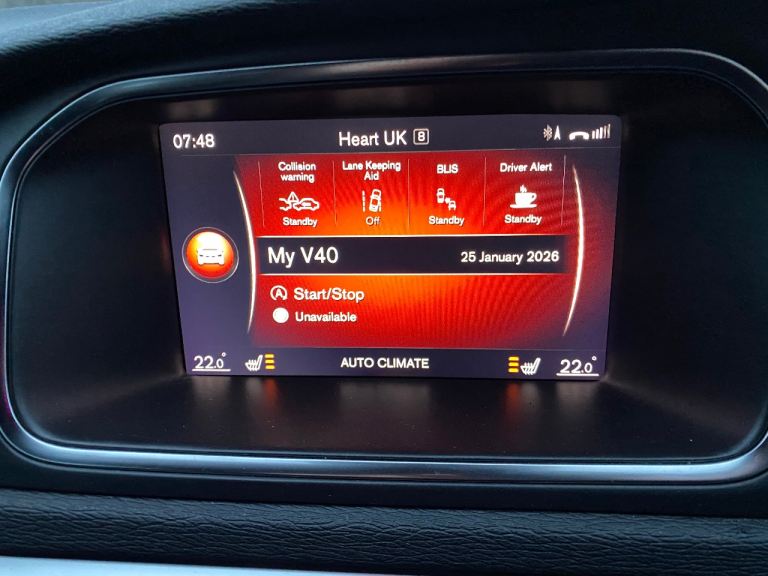 07:48 Heart UK 8
Collision warning
Lane Keeping Aid
BLIS
Driver Alert
Standby
Off
Standby
Standby
My V40 25 January 2026
A Start/Stop
Unavailable
22.0° AUTO CLIMATE 22.0°